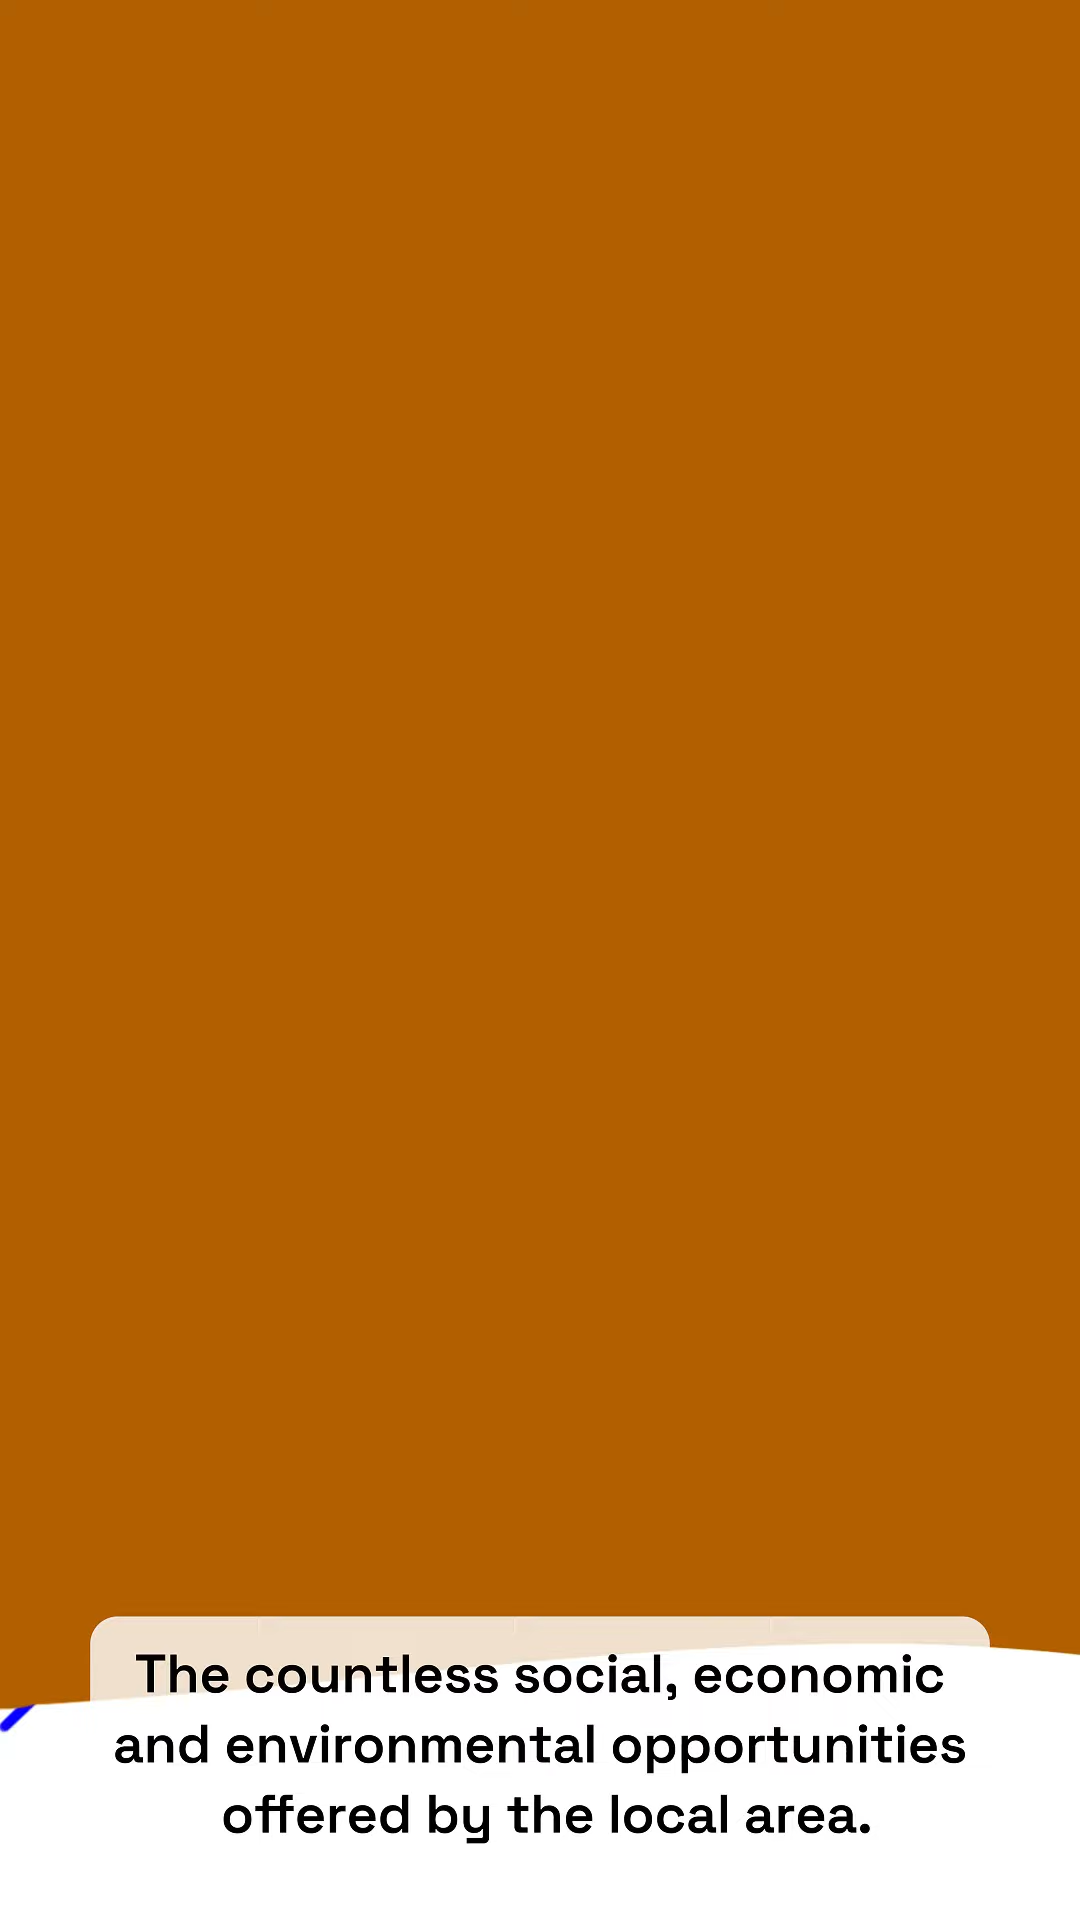 The countless social, economic
and environmental opportunities
offered by the local area.